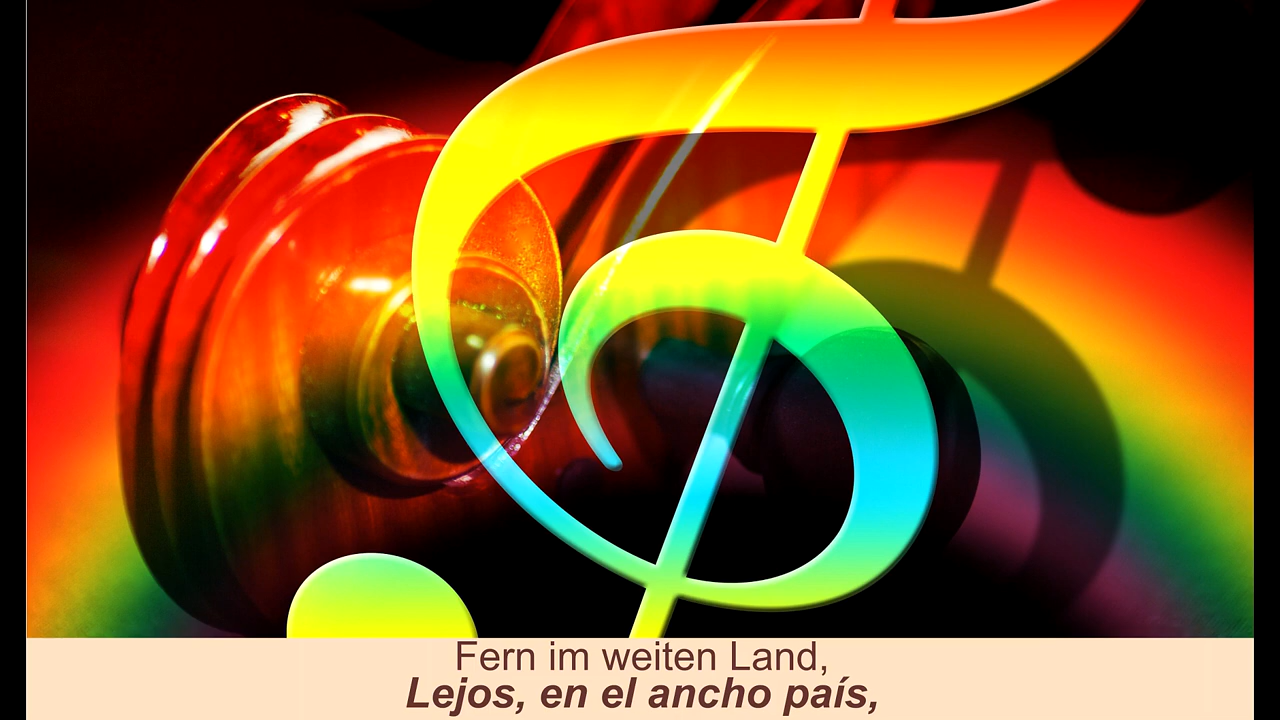 Fern im weiten Land,
Lejos, en el ancho país,